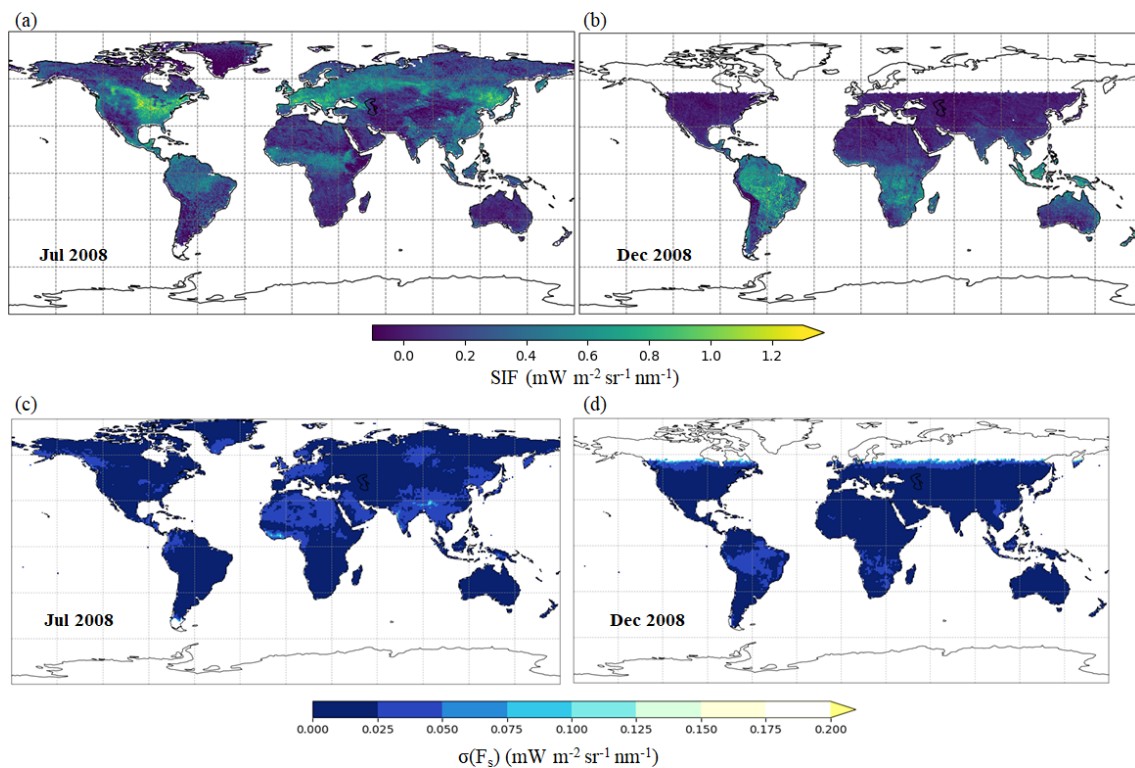 (a)
(b)
Jul 2008
Dec 2008
0.0 0.2 0.4 0.6 0.8 1.0 1.2
SIF (mW m⁻² sr⁻¹ nm⁻¹)
(c)
(d)
Jul 2008
Dec 2008
0.000 0.025 0.050 0.075 0.100 0.125 0.150 0.175 0.200
σ(Fₛ) (mW m⁻² sr⁻¹ nm⁻¹)